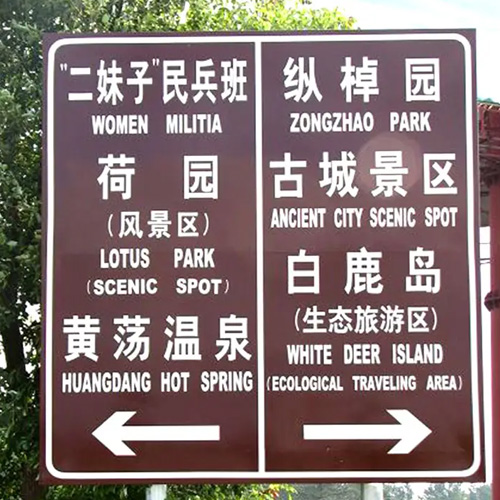 "二妹子"民兵班
WOMEN MILITIA
荷园
(风景区)
LOTUS PARK
(SCENIC SPOT)
黄荡温泉
HUANGDANG HOT SPRING
纵棹园
ZONGZHAO PARK
古城景区
ANCIENT CITY SCENIC SPOT
白鹿岛
(生态旅游区)
WHITE DEER ISLAND
(ECOLOGICAL TRAVELING AREA)